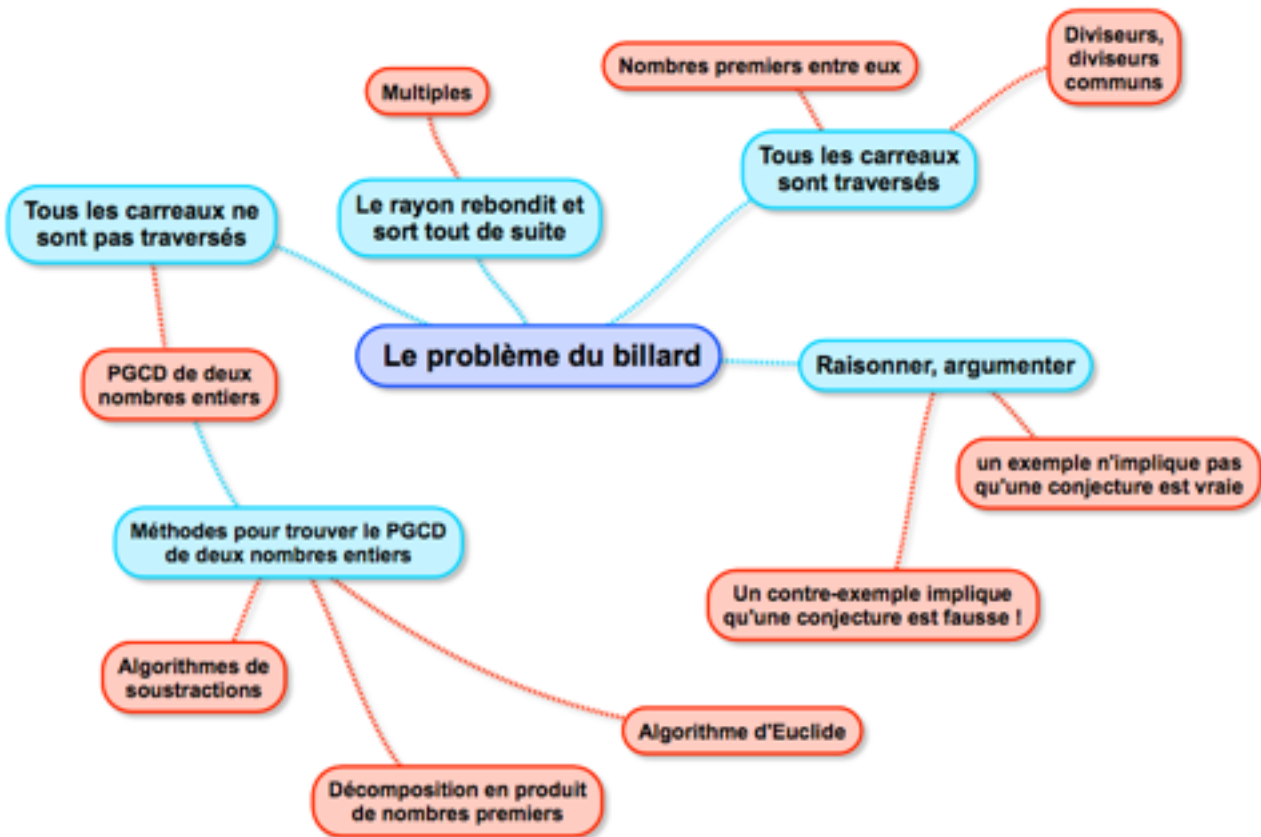 Diviseurs,
diviseurs
communs
Nombres premiers entre eux
Multiples
Tous les carreaux
sont traversés
Le rayon rebondit et
sort tout de suite
Tous les carreaux ne
sont pas traversés
Le problème du billard
Raisonner, argumenter
PGCD de deux
nombres entiers
un exemple n'implique pas
qu'une conjecture est vraie
Méthodes pour trouver le PGCD
de deux nombres entiers
Un contre-exemple implique
qu'une conjecture est fausse !
Algorithmes de
soustractions
Algorithme d'Euclide
Décomposition en produit
de nombres premiers